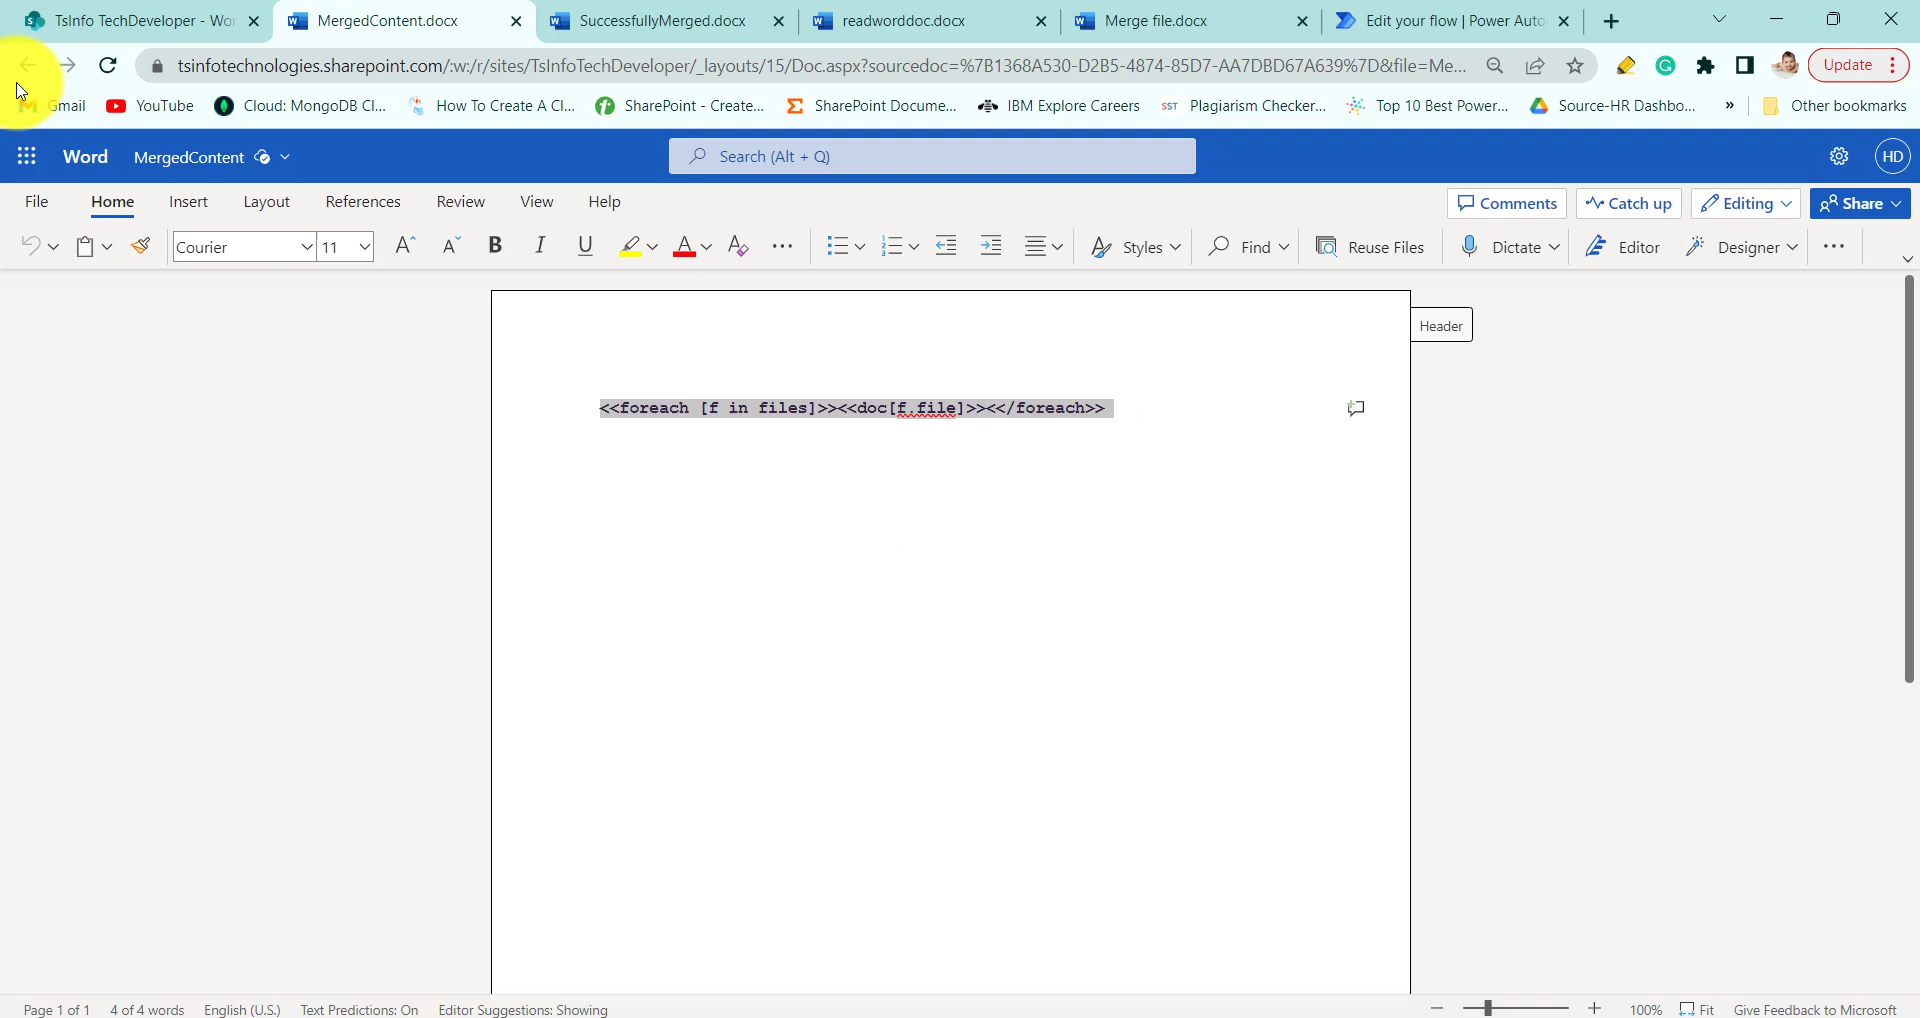 TsInfo TechDeveloper - Wor
MergedContent.docx
SuccessfullyMerged.docx
readworddoc.docx
Merge file.docx
Edit your flow | Power Auto
tsinfotechnologies.sharepoint.com/:w:/r/sites/TsInfoTechDeveloper/_layouts/15/Doc.aspx?sourcedoc=%7B1368A530-D2B5-4874-85D7-AA7DBD67A639%7D&file=Me...
Update
Gmail
YouTube
Cloud: MongoDB Cl...
How To Create A Cl...
SharePoint - Create...
SharePoint Docume...
IBM Explore Careers
SST Plagiarism Checker...
Top 10 Best Power...
Source-HR Dashbo...
»
Other bookmarks
Word
MergedContent
Search (Alt + Q)
HD
File
Home
Insert
Layout
References
Review
View
Help
Comments
Catch up
Editing
Share
Courier
11
A
A
B
I
U
A
A
Styles
Find
Reuse Files
Dictate
Editor
Designer
Header
<<foreach [f in files]>><<doc[f.file]>><</foreach>>
Page 1 of 1
4 of 4 words
English (U.S.)
Text Predictions: On
Editor Suggestions: Showing
100%
Fit
Give Feedback to Microsoft